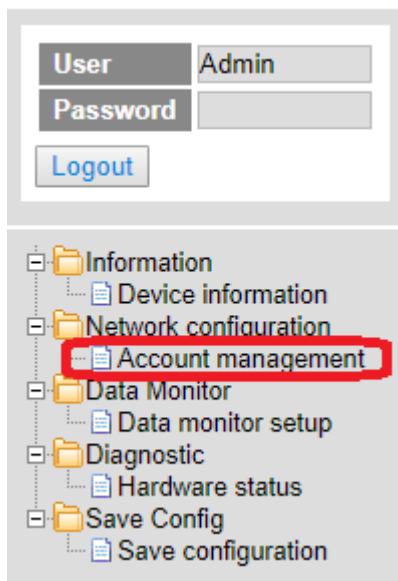 User Admin
Password
Logout
Information
Device information
Network configuration
Account management
Data Monitor
Data monitor setup
Diagnostic
Hardware status
Save Config
Save configuration